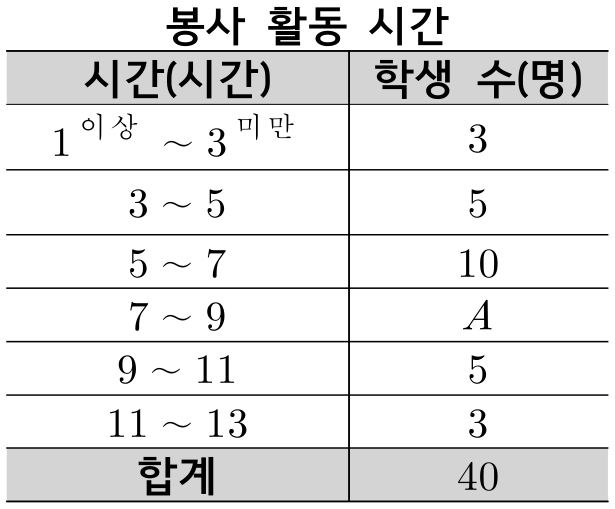 봉사 활동 시간
시간(시간) 학생 수(명)
1 이상 ~ 3 미만 3
3 ~ 5 5
5 ~ 7 10
7 ~ 9 A
9 ~ 11 5
11 ~ 13 3
합계 40